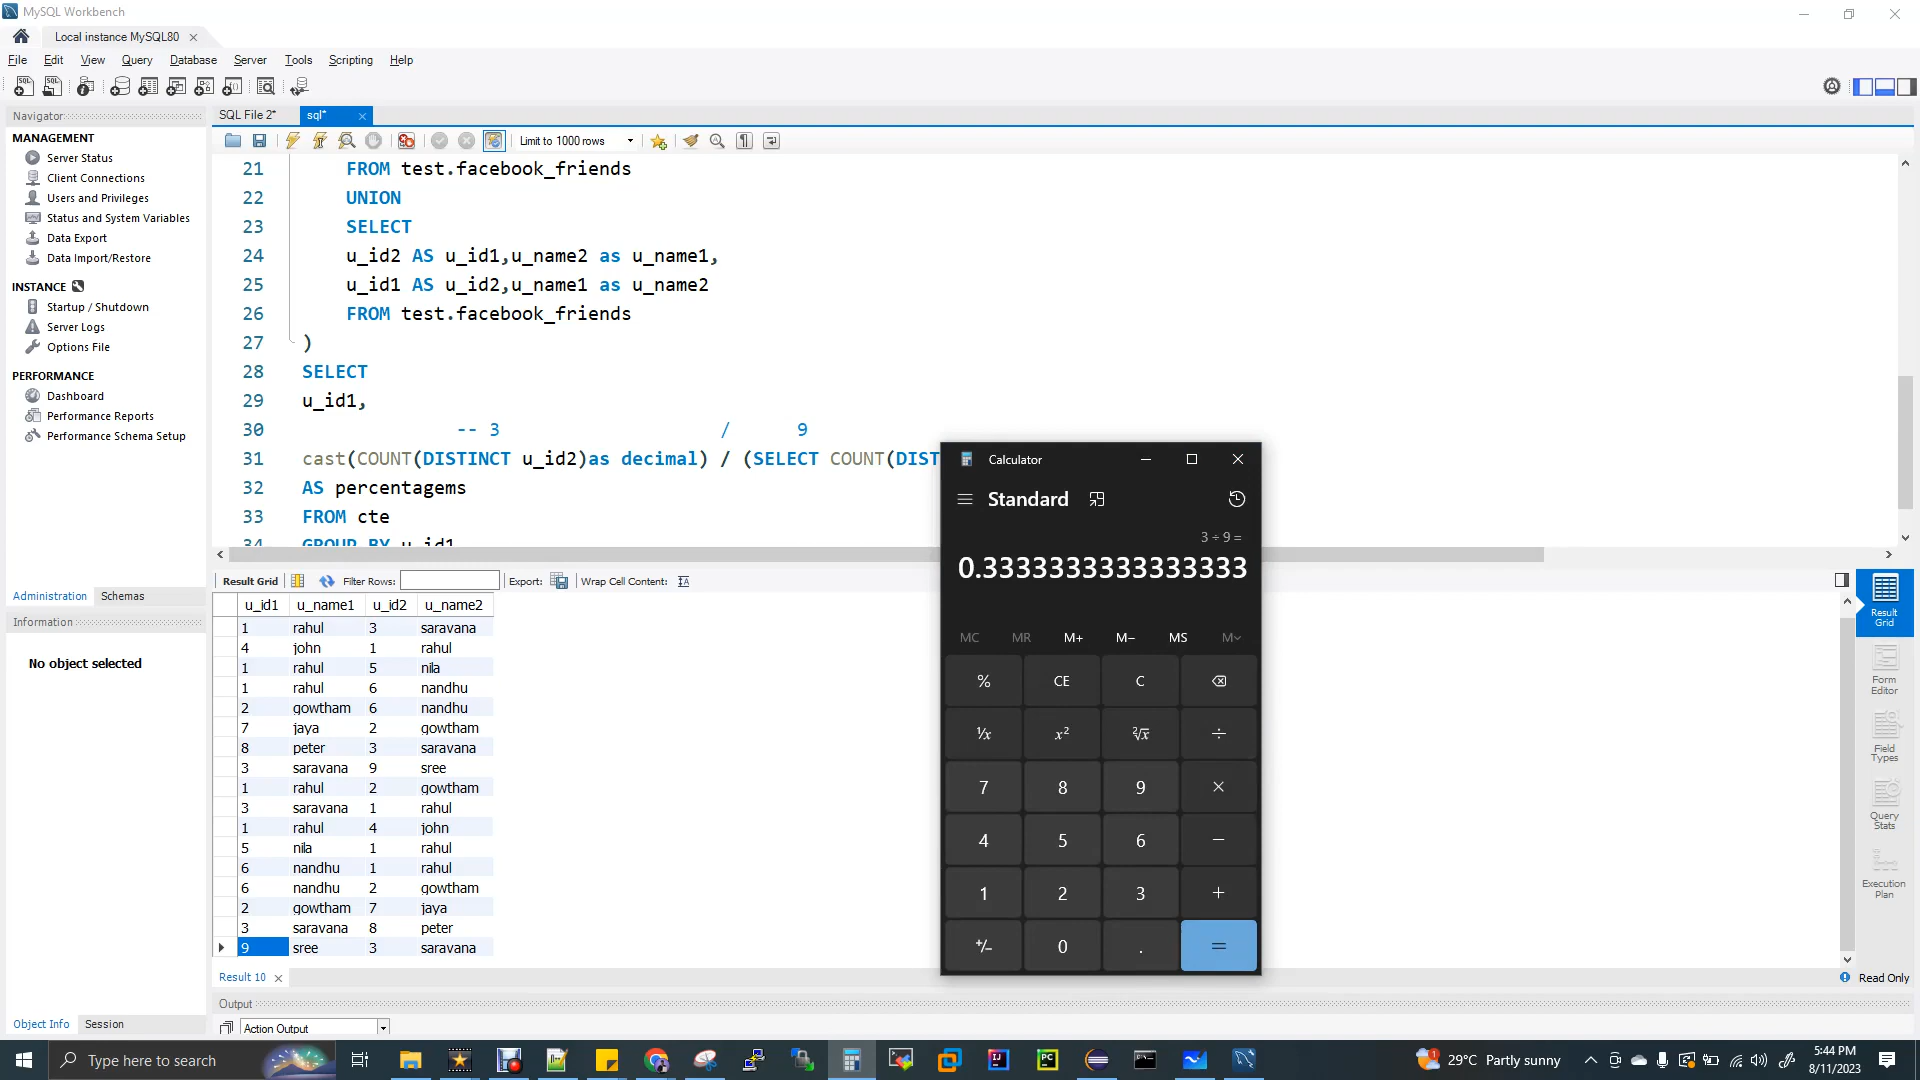 MySQL Workbench
Local instance MySQL80
File Edit View Query Database Server Tools Scripting Help
Navigator
SQL File 2* sql*
MANAGEMENT
Server Status
Client Connections
Users and Privileges
Status and System Variables
Data Export
Data Import/Restore
INSTANCE
Startup / Shutdown
Server Logs
Options File
PERFORMANCE
Dashboard
Performance Reports
Performance Schema Setup
Administration Schemas
Information
No object selected
Object Info Session
Limit to 1000 rows
21 FROM test.facebook_friends
22 UNION
23 SELECT
24 u_id2 AS u_id1,u_name2 as u_name1,
25 u_id1 AS u_id2,u_name1 as u_name2
26 FROM test.facebook_friends
27 )
28 SELECT
29 u_id1,
30 -- 3 / 9
31 cast(COUNT(DISTINCT u_id2)as decimal) / (SELECT COUNT(DIST
32 AS percentagems
33 FROM cte
34 GROUP BY u_id1
Result Grid Filter Rows: Export: Wrap Cell Content:
u_id1 u_name1 u_id2 u_name2
1 rahul 3 saravana
4 john 1 rahul
1 rahul 5 nila
1 rahul 6 nandhu
2 gowtham 6 nandhu
7 jaya 2 gowtham
8 peter 3 saravana
3 saravana 9 sree
1 rahul 2 gowtham
3 saravana 1 rahul
1 rahul 4 john
5 nila 1 rahul
6 nandhu 1 rahul
6 nandhu 2 gowtham
2 gowtham 7 jaya
3 saravana 8 peter
9 sree 3 saravana
Result 10
Read Only
Output
Action Output
Calculator
Standard
3 ÷ 9 =
0.3333333333333333
MC MR M+ M− MS M
% CE C
¹/x x² ²√x ÷
7 8 9 ×
4 5 6 −
1 2 3 +
+/− 0 . =
Result
Grid
Form
Editor
Field
Types
Query
Stats
Execution
Plan
Type here to search
29°C Partly sunny
5:44 PM
8/11/2023